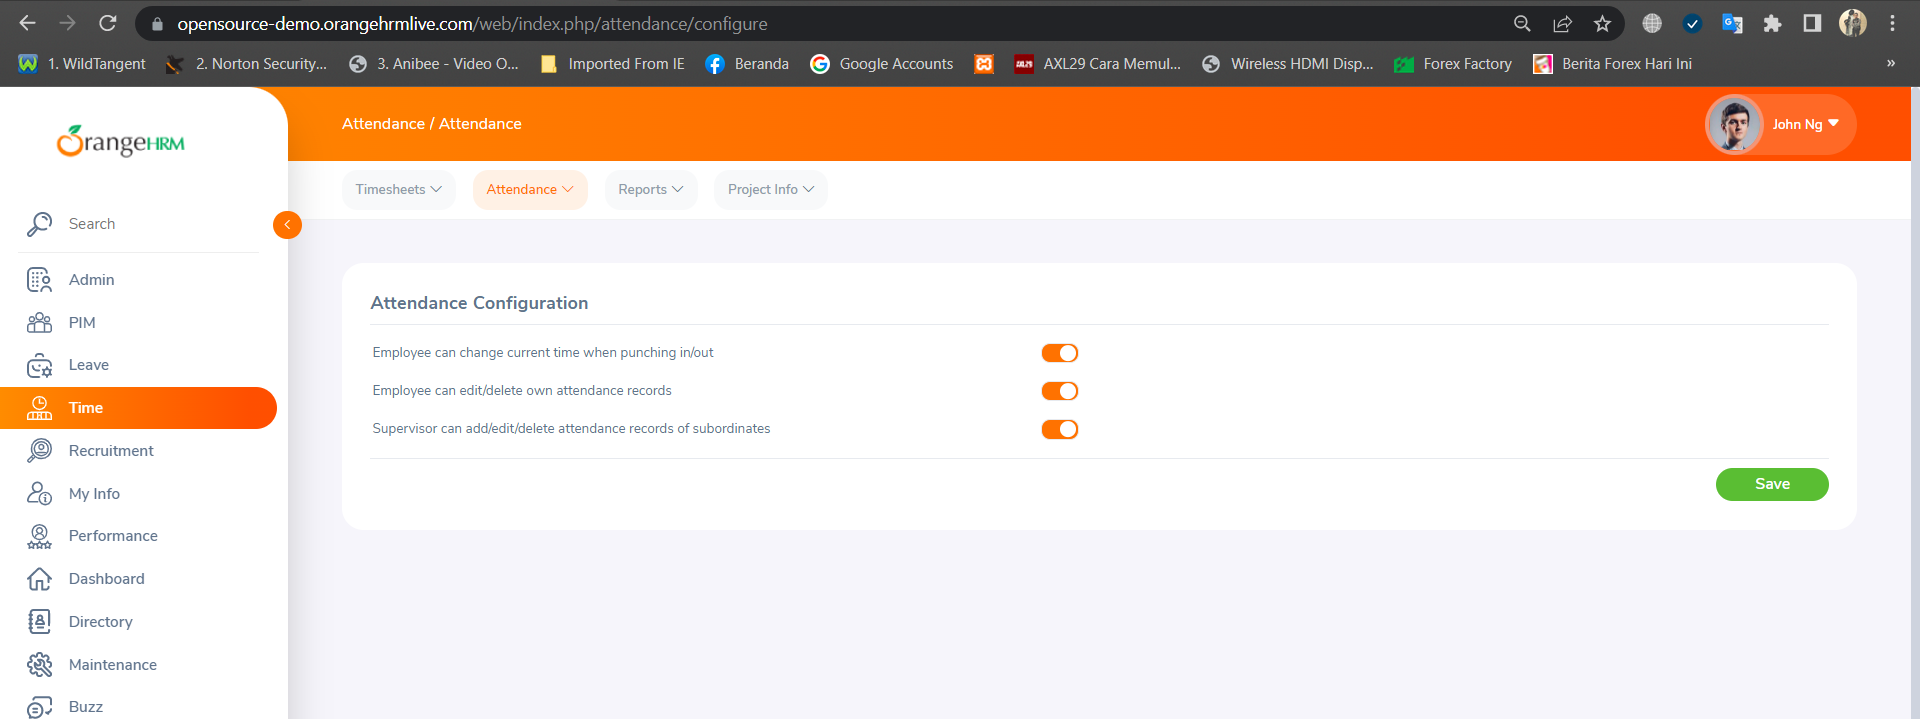 opensource-demo.orangehrmlive.com/web/index.php/attendance/configure
1. WildTangent 2. Norton Security... 3. Anibee - Video O... Imported From IE Beranda Google Accounts AXL29 AXL29 Cara Memul... Wireless HDMI Disp... Forex Factory Berita Forex Hari Ini »
OrangeHRM
Attendance / Attendance
John Ng
Timesheets Attendance Reports Project Info
Search
Admin
PIM
Leave
Time
Recruitment
My Info
Performance
Dashboard
Directory
Maintenance
Buzz
Attendance Configuration
Employee can change current time when punching in/out
Employee can edit/delete own attendance records
Supervisor can add/edit/delete attendance records of subordinates
Save